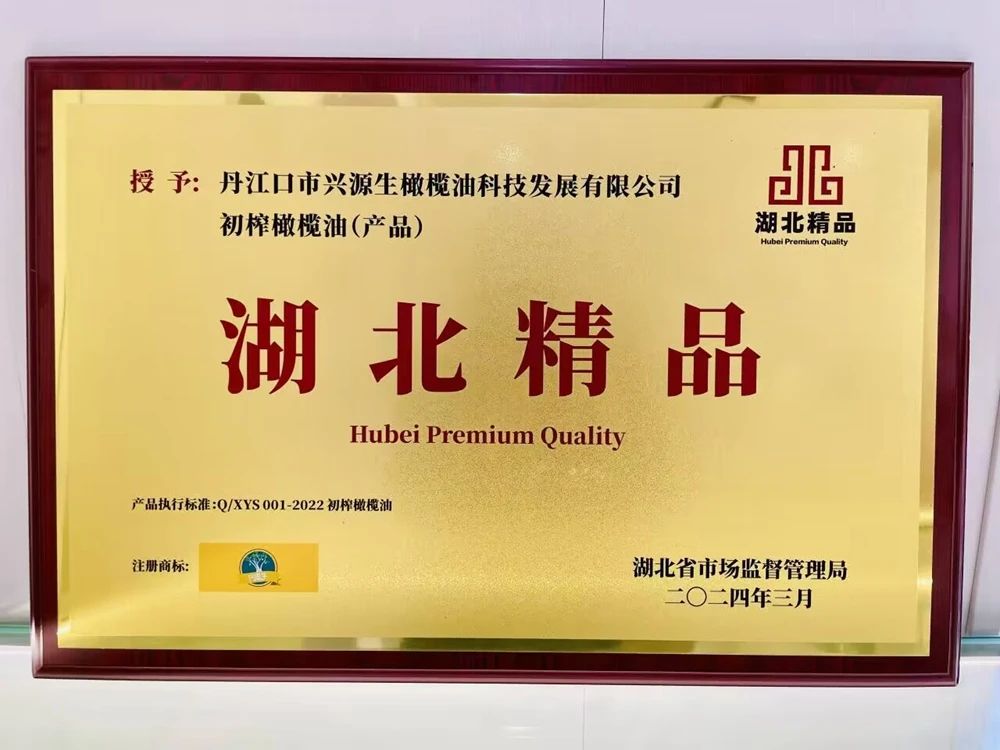 授 予: 丹江口市兴源生橄榄油科技发展有限公司
初榨橄榄油(产品)
湖北精品
Hubei Premium Quality
湖北精品
Hubei Premium Quality
产品执行标准:Q/XYS 001-2022 初榨橄榄油
注册商标:
湖北省市场监督管理局
二〇二四年三月